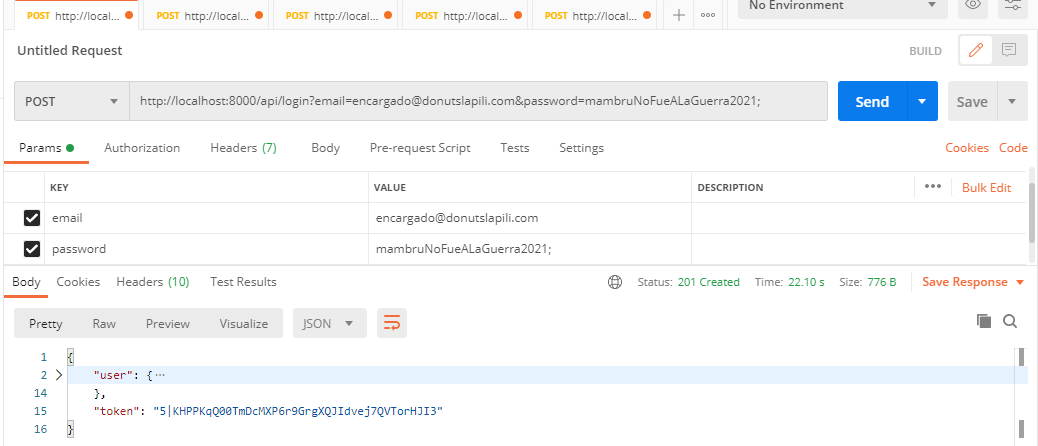 POST http://local... POST http://local... POST http://local... POST http://local... POST http://local... + ••• No Environment
Untitled Request BUILD
POST http://localhost:8000/api/login?email=encargado@donutslapili.com&password=mambruNoFueALaGuerra2021; Send Save
Params Authorization Headers (7) Body Pre-request Script Tests Settings Cookies Code
KEY VALUE DESCRIPTION ••• Bulk Edit
email encargado@donutslapili.com
password mambruNoFueALaGuerra2021;
Body Cookies Headers (10) Test Results Status: 201 Created Time: 22.10 s Size: 776 B Save Response
Pretty Raw Preview Visualize JSON
1 {
2 "user": {⋯
14 },
15 "token": "5|KHPPKqQ00TmDcMXP6r9GrgXQJIdvej7QVTorHJI3"
16 }